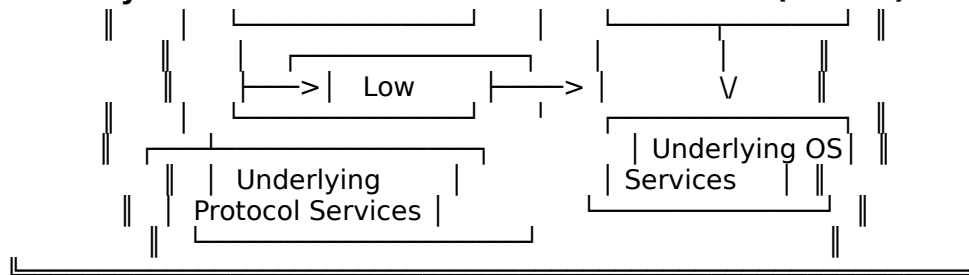 Low
Underlying OS
Underlying
Services
Protocol Services